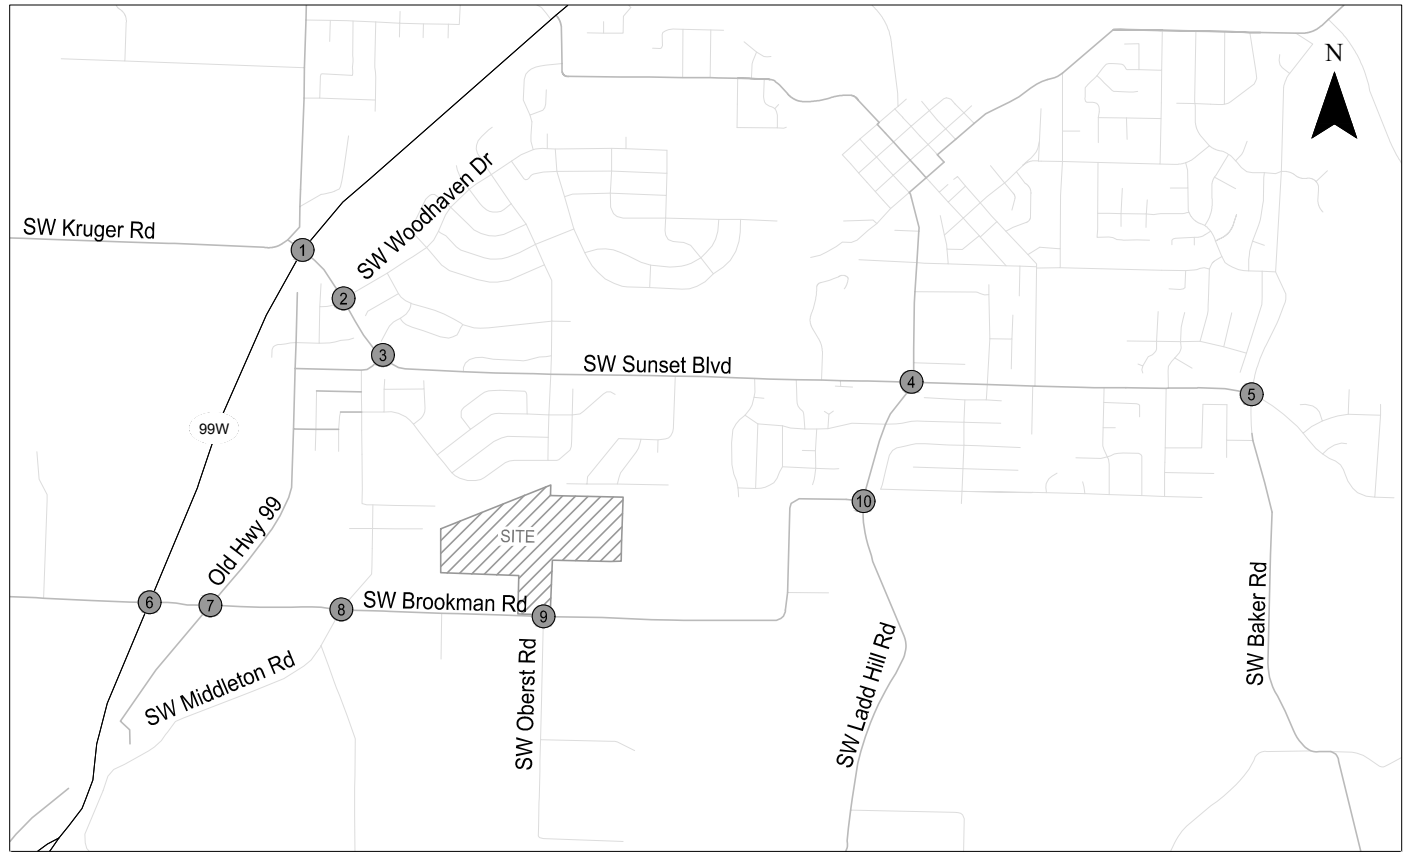 N
SW Woodhaven Dr
SW Kruger Rd
1
2
3
SW Sunset Blvd
4
5
99W
10
Old Hwy 99
SITE
6
7
8
SW Brookman Rd
9
SW Baker Rd
SW Oberst Rd
SW Ladd Hill Rd
SW Middleton Rd